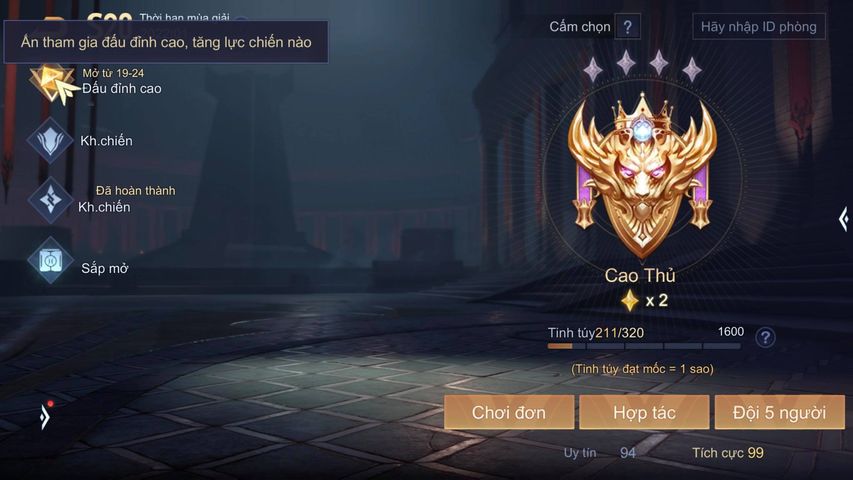 Thời hạn mùa giải
Ấn tham gia đấu đỉnh cao, tăng lực chiến nào
Mở từ 19-24
Đấu đỉnh cao
Kh.chiến
Đã hoàn thành
Kh.chiến
Sắp mở
Cấm chọn ?
Hãy nhập ID phòng
Cao Thủ
x 2
Tinh túy211/320
1600 ?
(Tinh túy đạt mốc = 1 sao)
Chơi đơn
Hợp tác
Đội 5 người
Uy tín 94
Tích cực 99